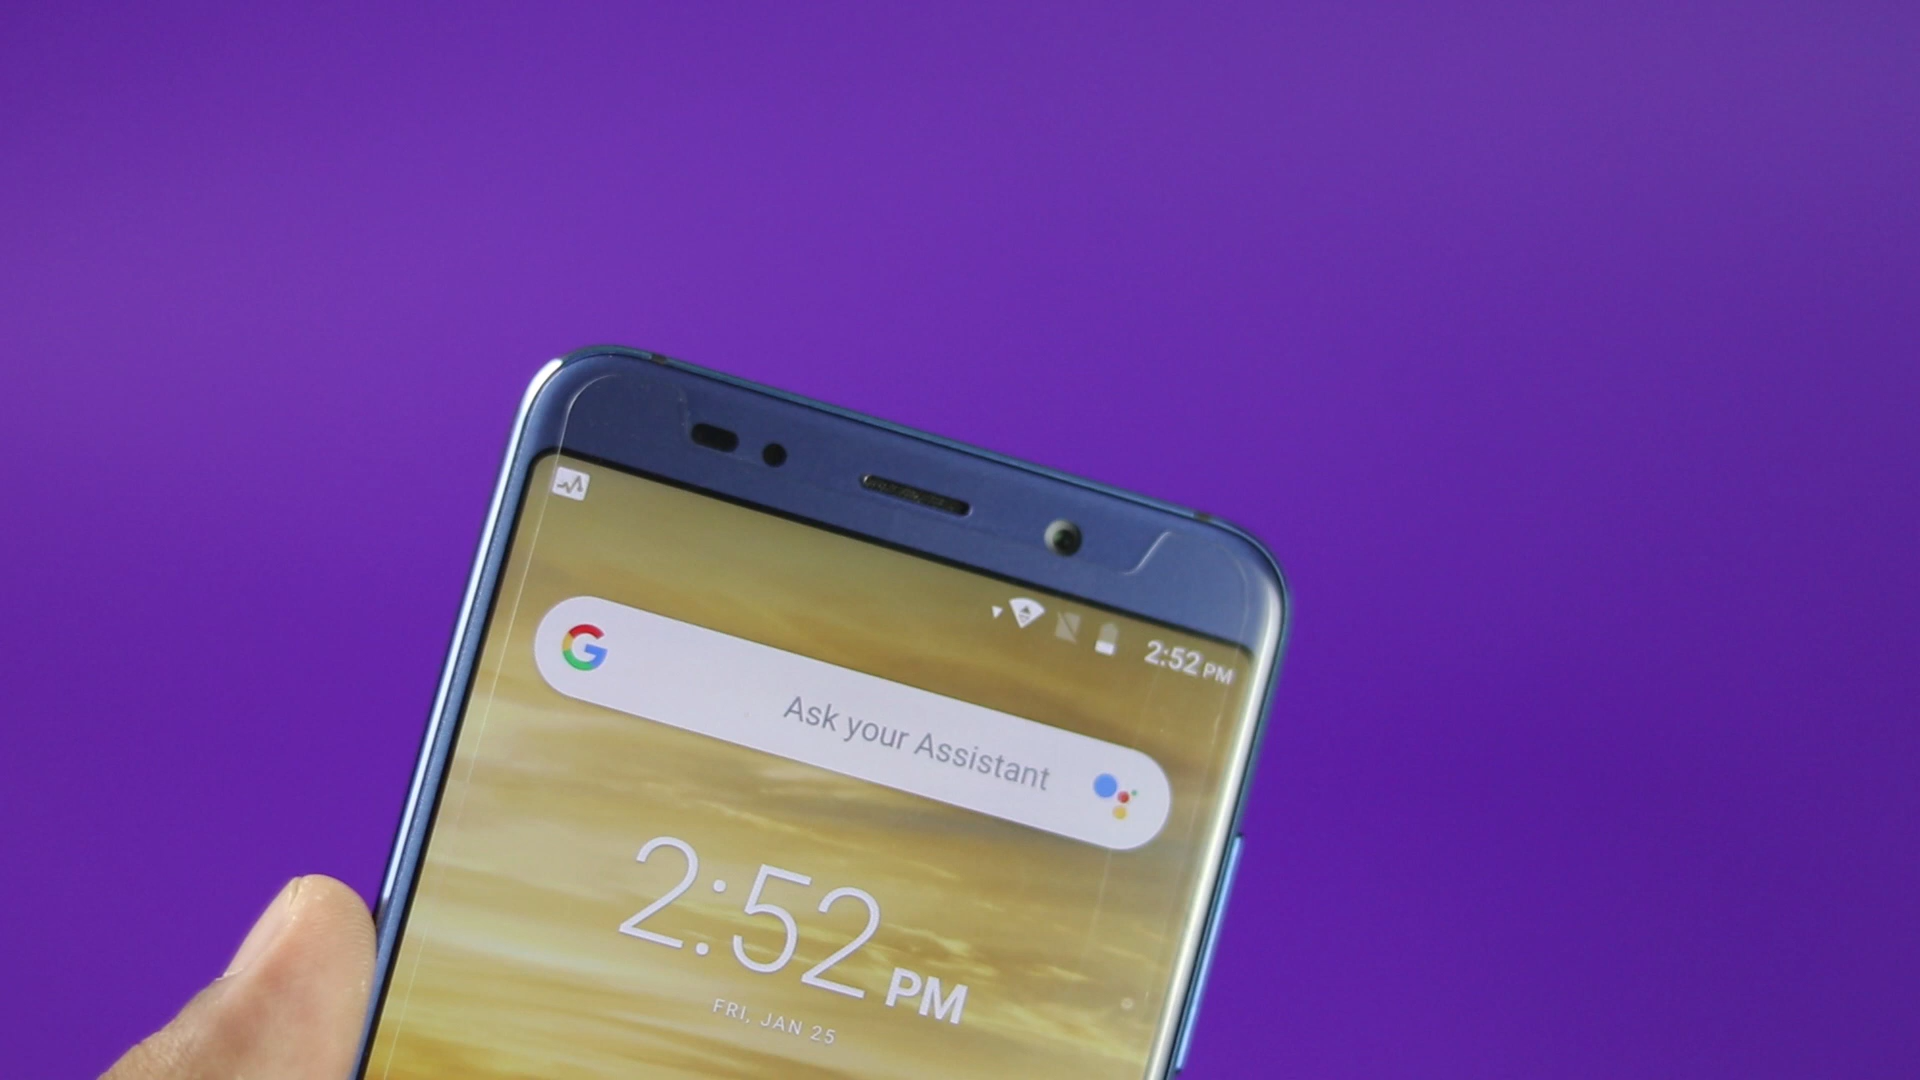 2:52 PM
G
Ask your Assistant
2:52 PM
FRI, JAN 25